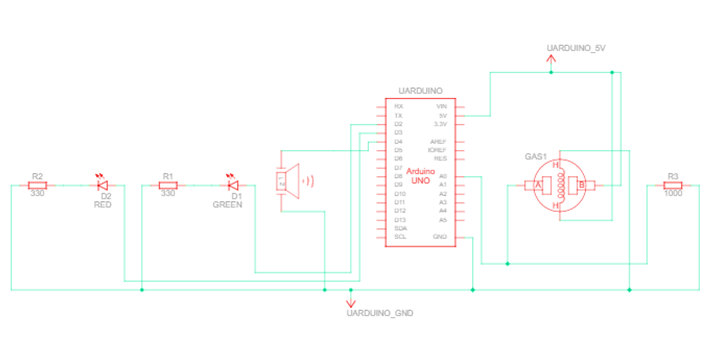 UARDUINO_5V
UARDUINO
RX
TX
D2
D3
D4
D5
D6
D7
D8
D9
D10
D11
D12
D13
SDA
SCL
VIN
5V
3.3V
AREF
IOREF
RES
A0
A1
A2
A3
A4
A5
GND
Arduino
UNO
GAS1
H
A
B
H
R2
330
D2
RED
R1
330
D1
GREEN
R3
1000
UARDUINO_GND